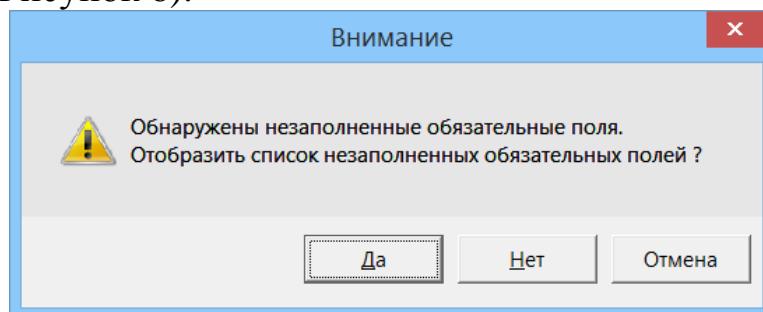 Внимание
Обнаружены незаполненные обязательные поля.
Отобразить список незаполненных обязательных полей ?
Да
Нет
Отмена